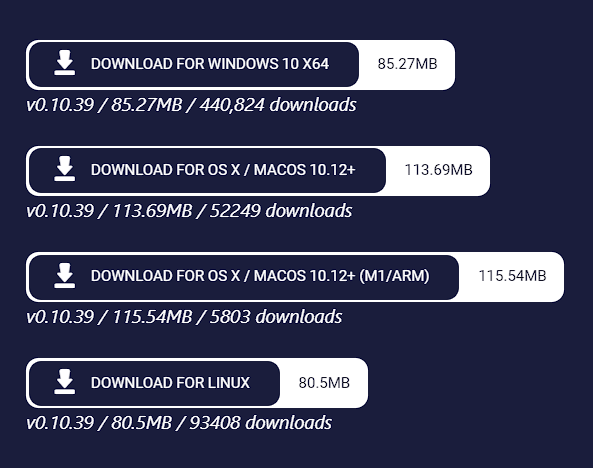 DOWNLOAD FOR WINDOWS 10 X64 85.27MB
v0.10.39 / 85.27MB / 440,824 downloads
DOWNLOAD FOR OS X / MACOS 10.12+ 113.69MB
v0.10.39 / 113.69MB / 52249 downloads
DOWNLOAD FOR OS X / MACOS 10.12+ (M1/ARM) 115.54MB
v0.10.39 / 115.54MB / 5803 downloads
DOWNLOAD FOR LINUX 80.5MB
v0.10.39 / 80.5MB / 93408 downloads